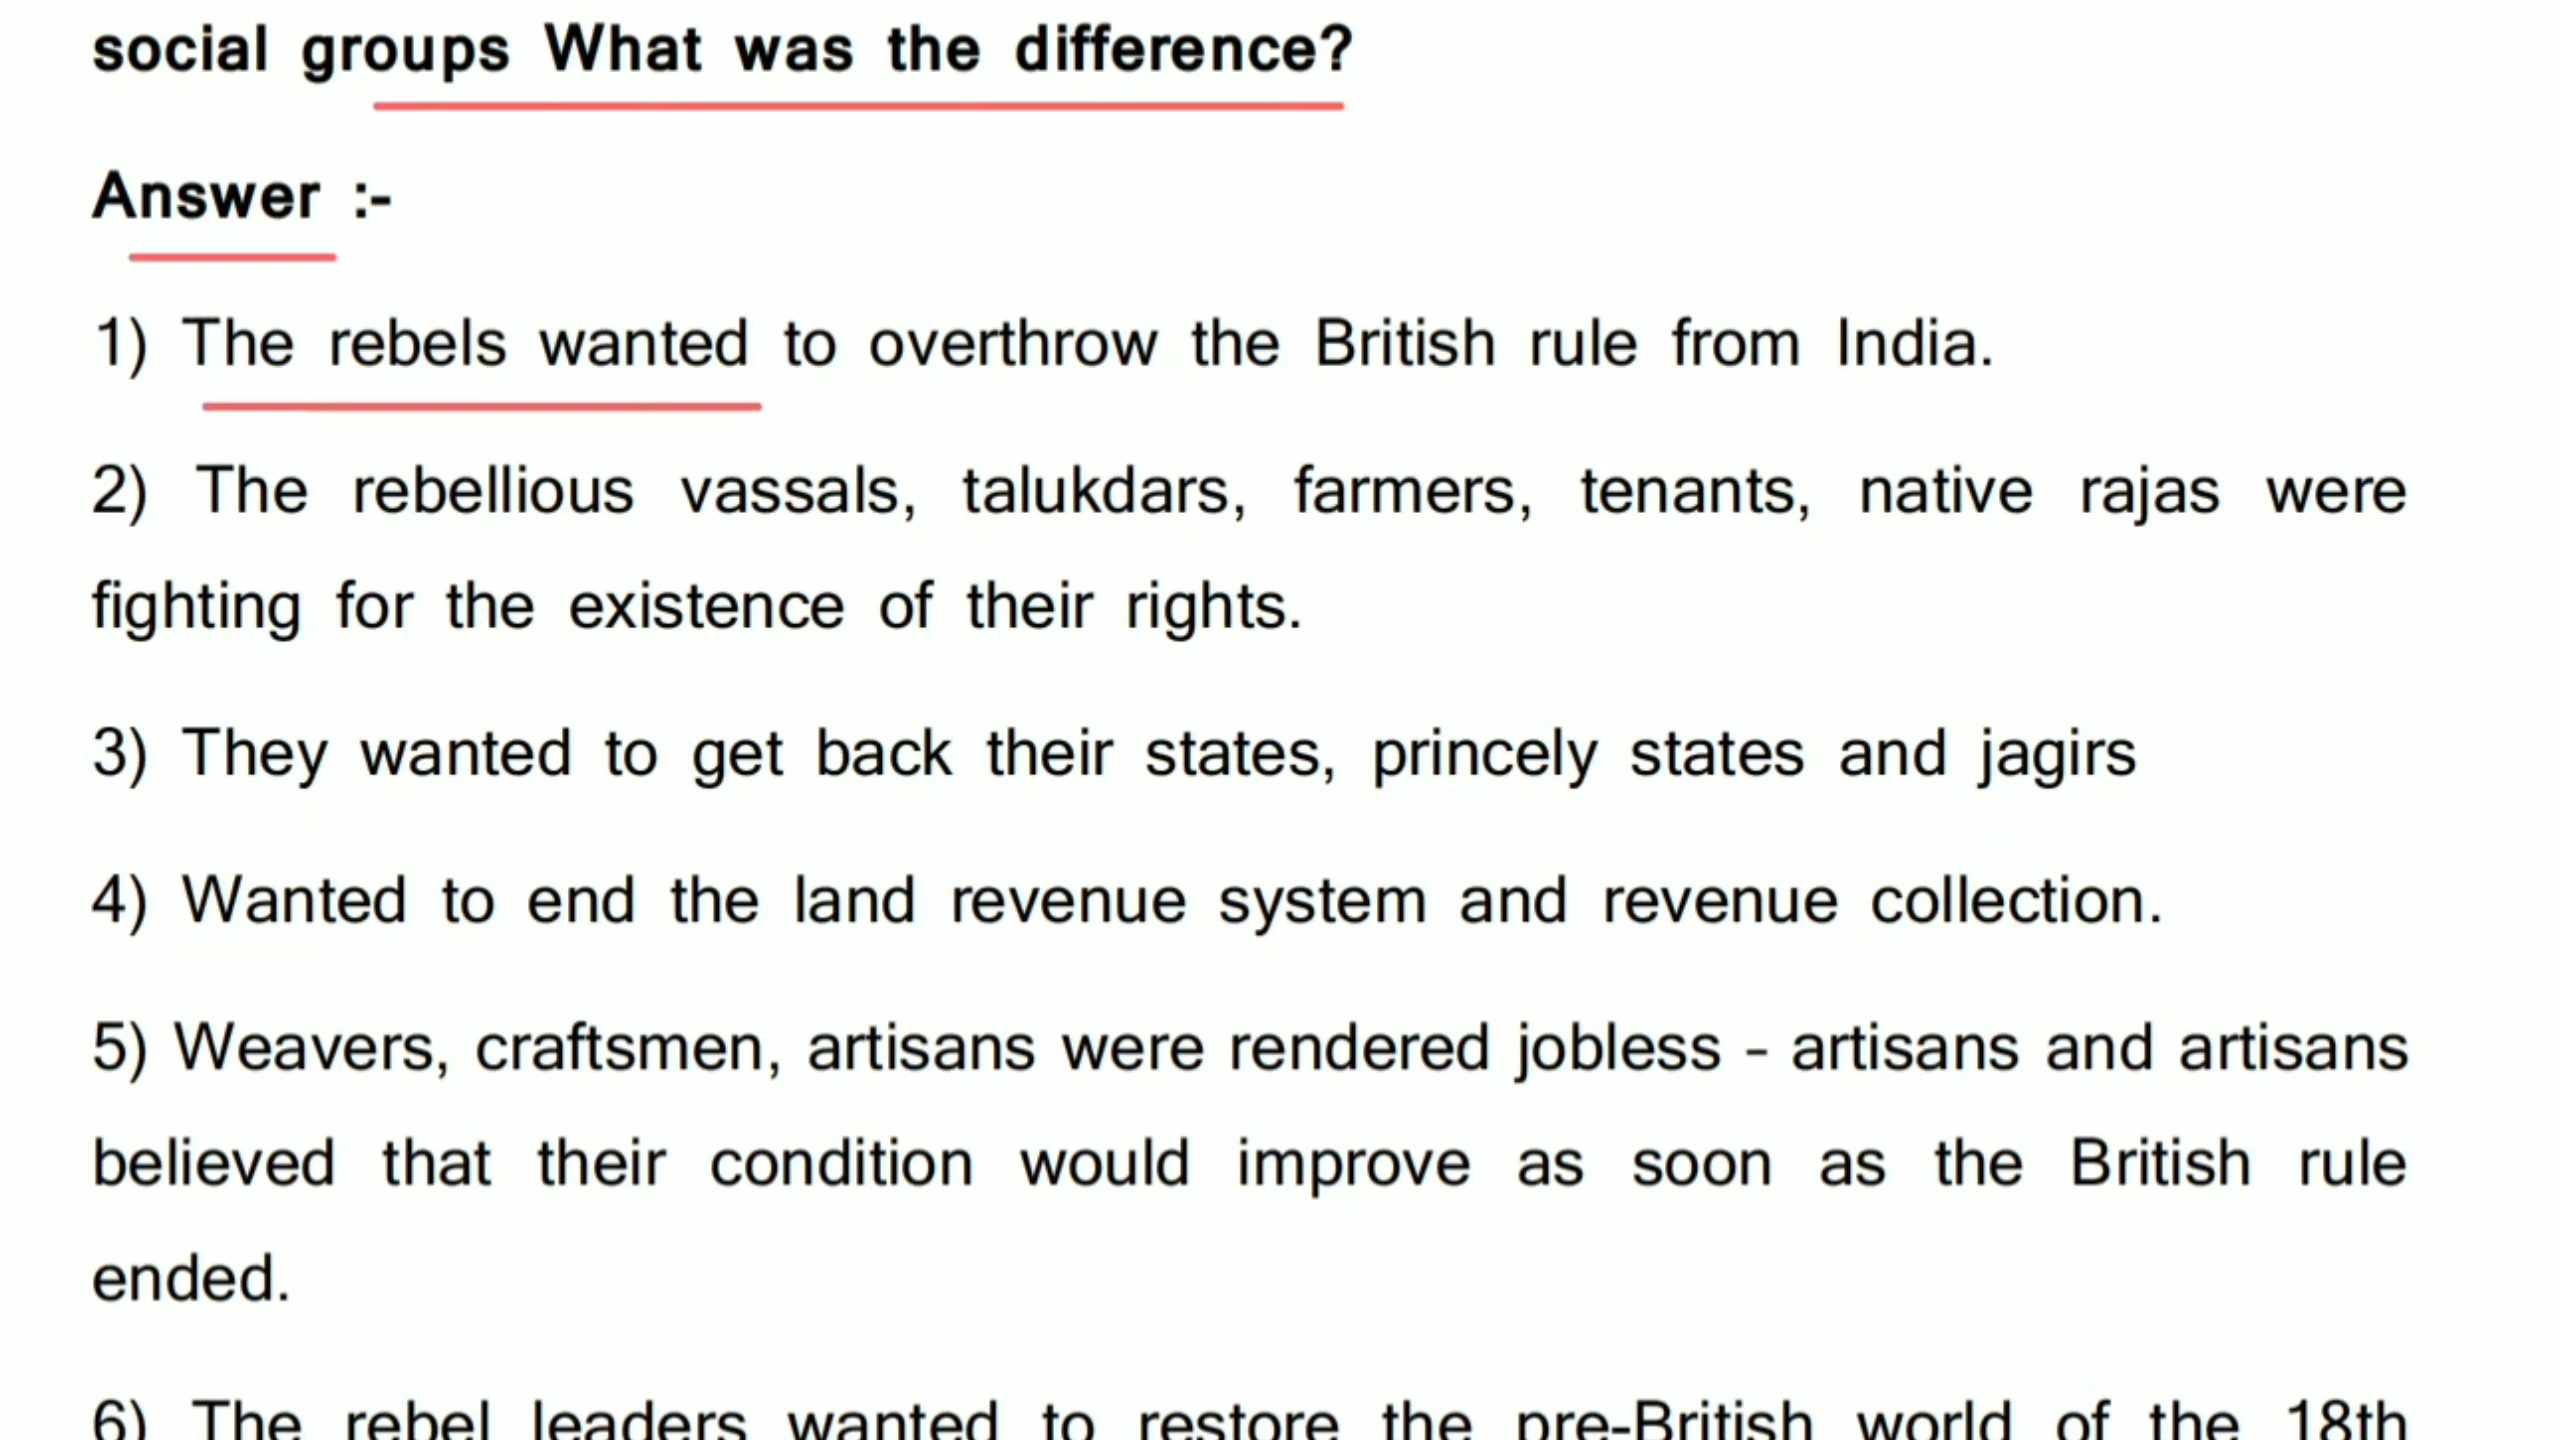 social groups What was the difference?
Answer :-
1) The rebels wanted to overthrow the British rule from India.
2) The rebellious vassals, talukdars, farmers, tenants, native rajas were
fighting for the existence of their rights.
3) They wanted to get back their states, princely states and jagirs
4) Wanted to end the land revenue system and revenue collection.
5) Weavers, craftsmen, artisans were rendered jobless - artisans and artisans
believed that their condition would improve as soon as the British rule
ended.
6) The rebel leaders wanted to restore the pre-British world of the 18th